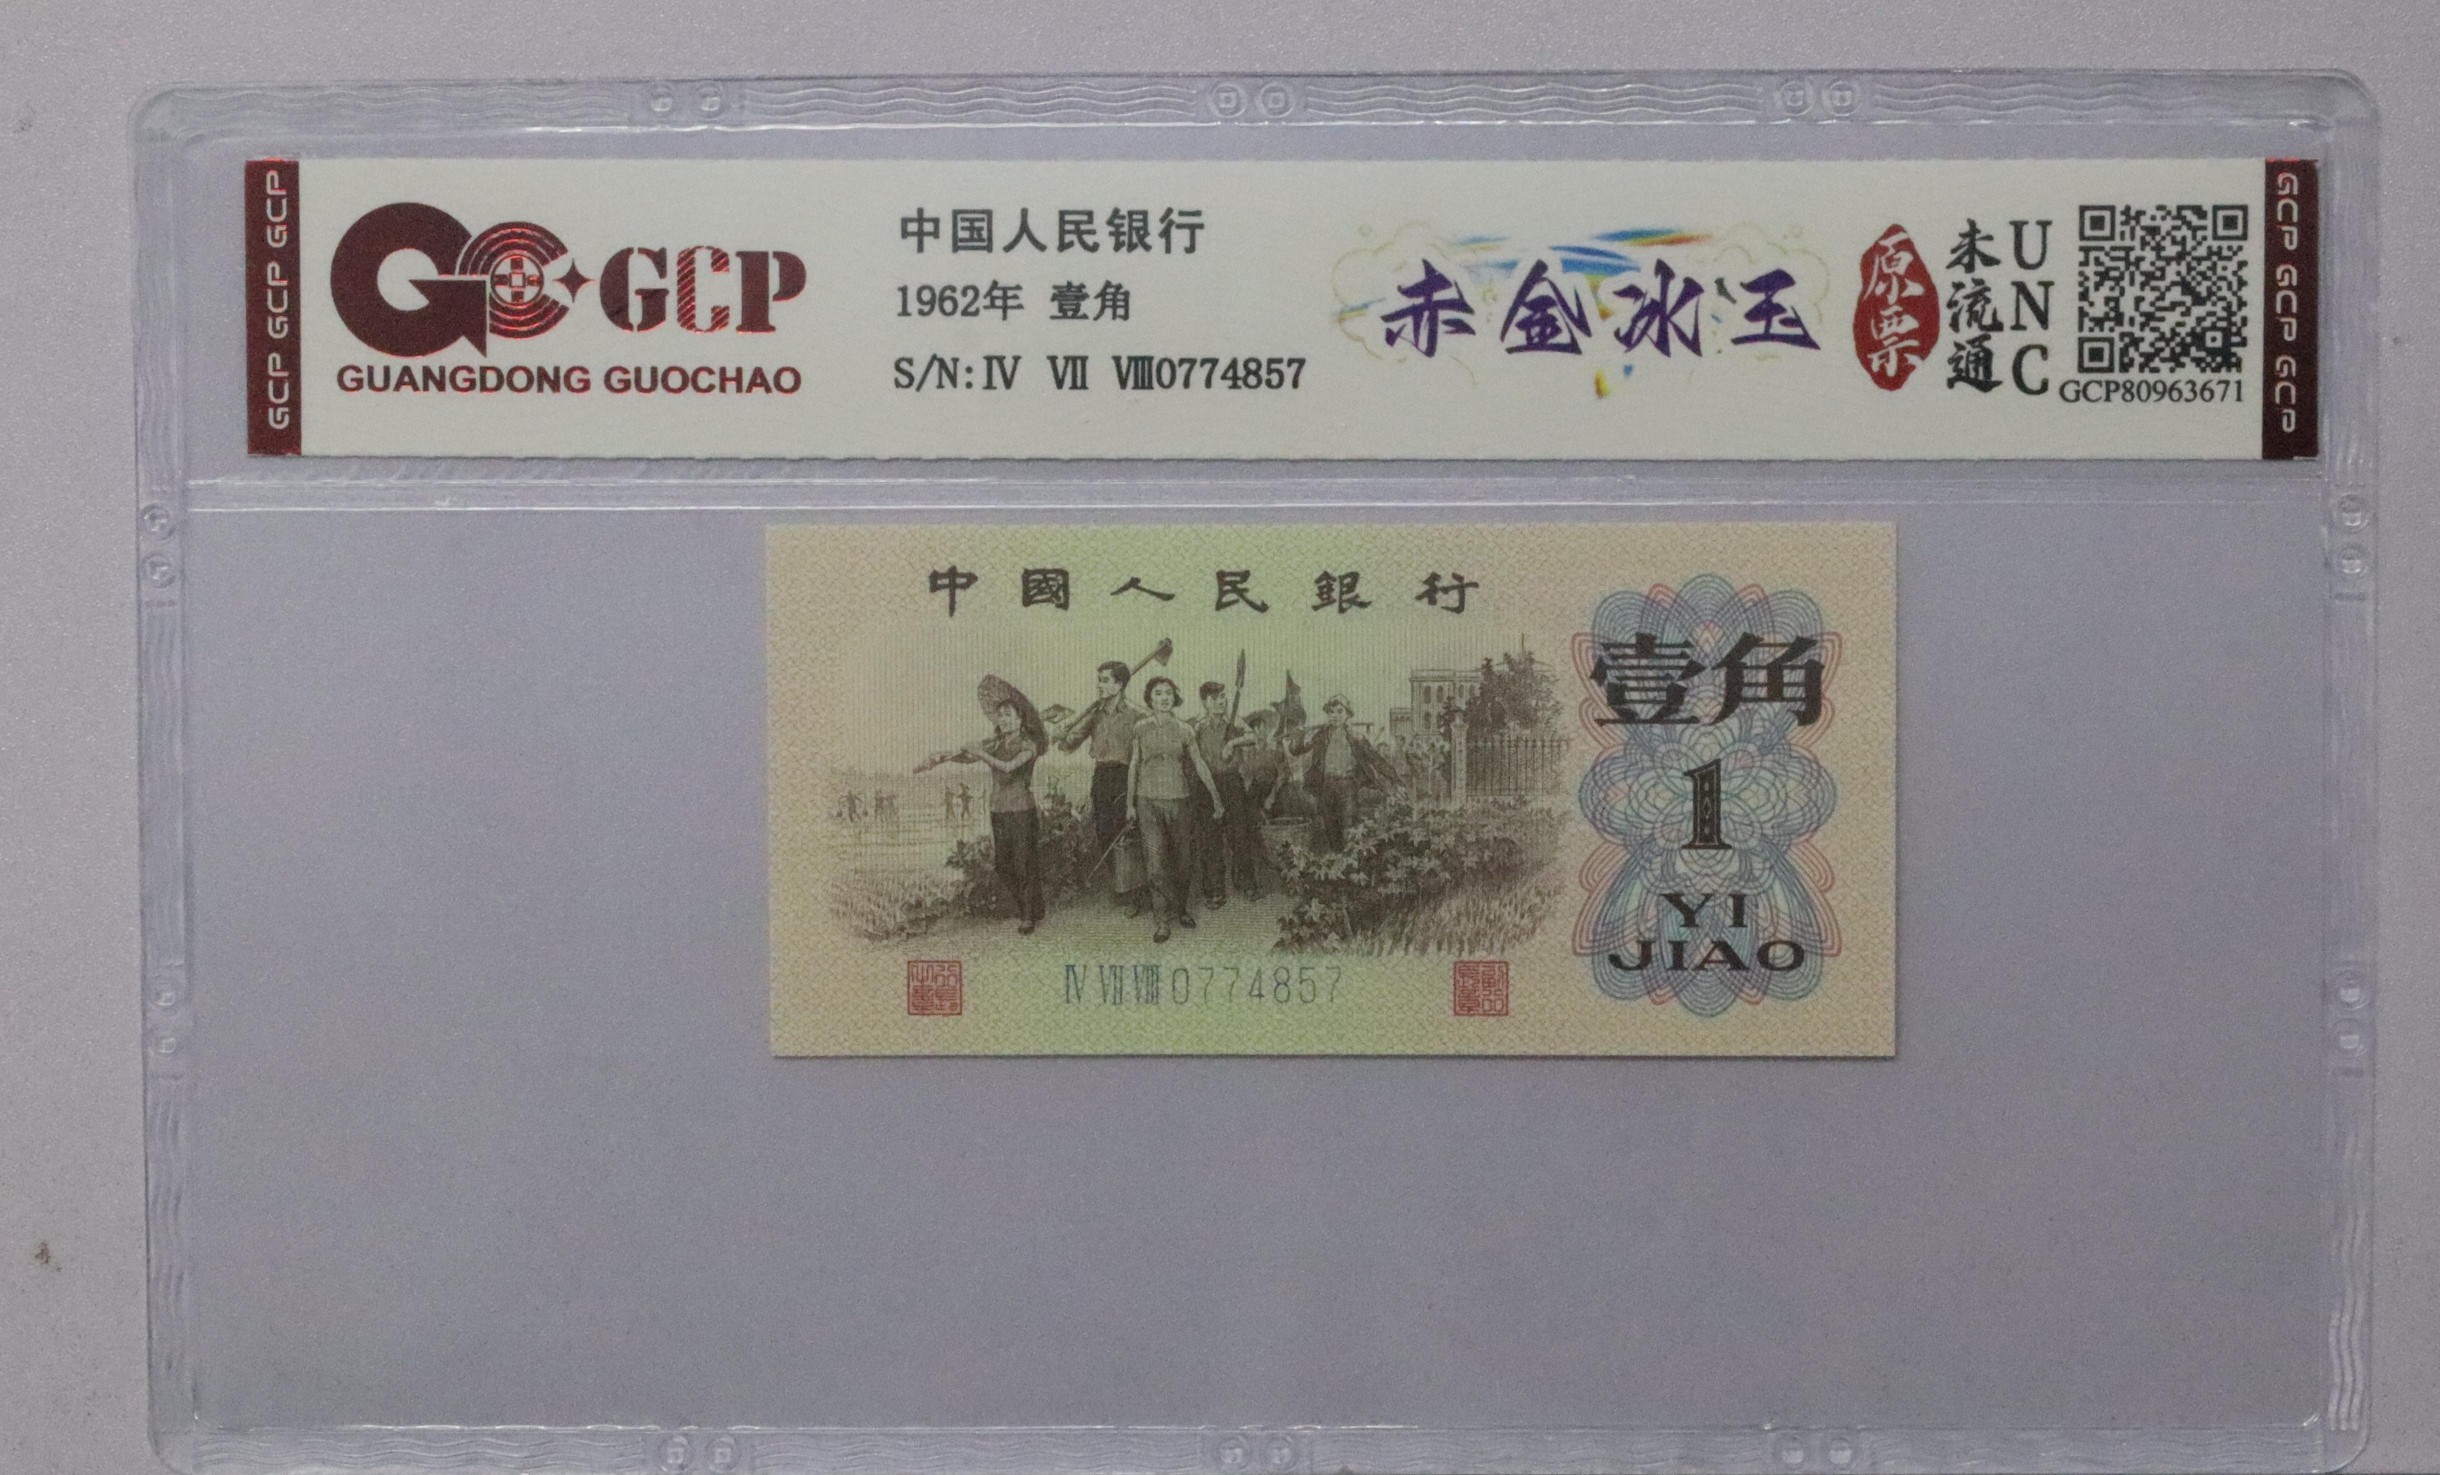 GCP GCP GCP
GCP
GUANGDONG GUOCHAO
中国人民银行
1962年 壹角
S/N: Ⅳ Ⅶ Ⅷ0774857
赤金冰玉
原票
未流通
UNC
GCP80963671
GCP GCP GCP
中國人民銀行
壹角
1
YI
JIAO
Ⅳ Ⅶ Ⅷ 0774857